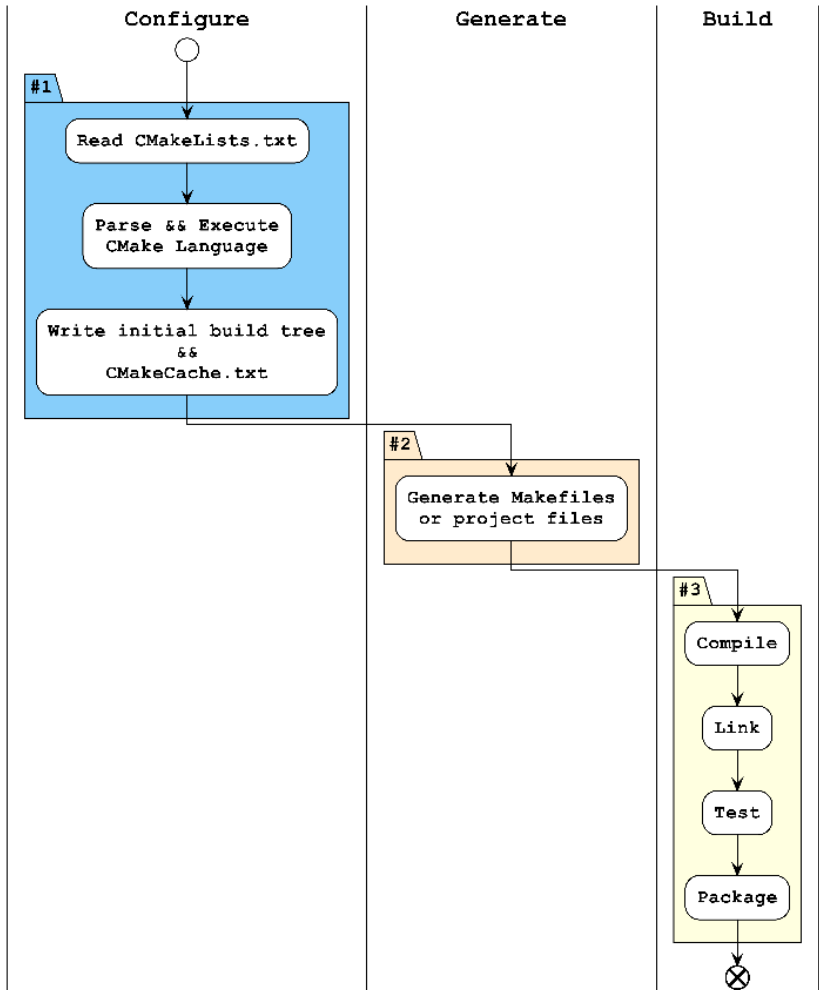 Configure
Generate
Build
#1
Read CMakeLists.txt
Parse && Execute
CMake Language
Write initial build tree
&&
CMakeCache.txt
#2
Generate Makefiles
or project files
#3
Compile
Link
Test
Package